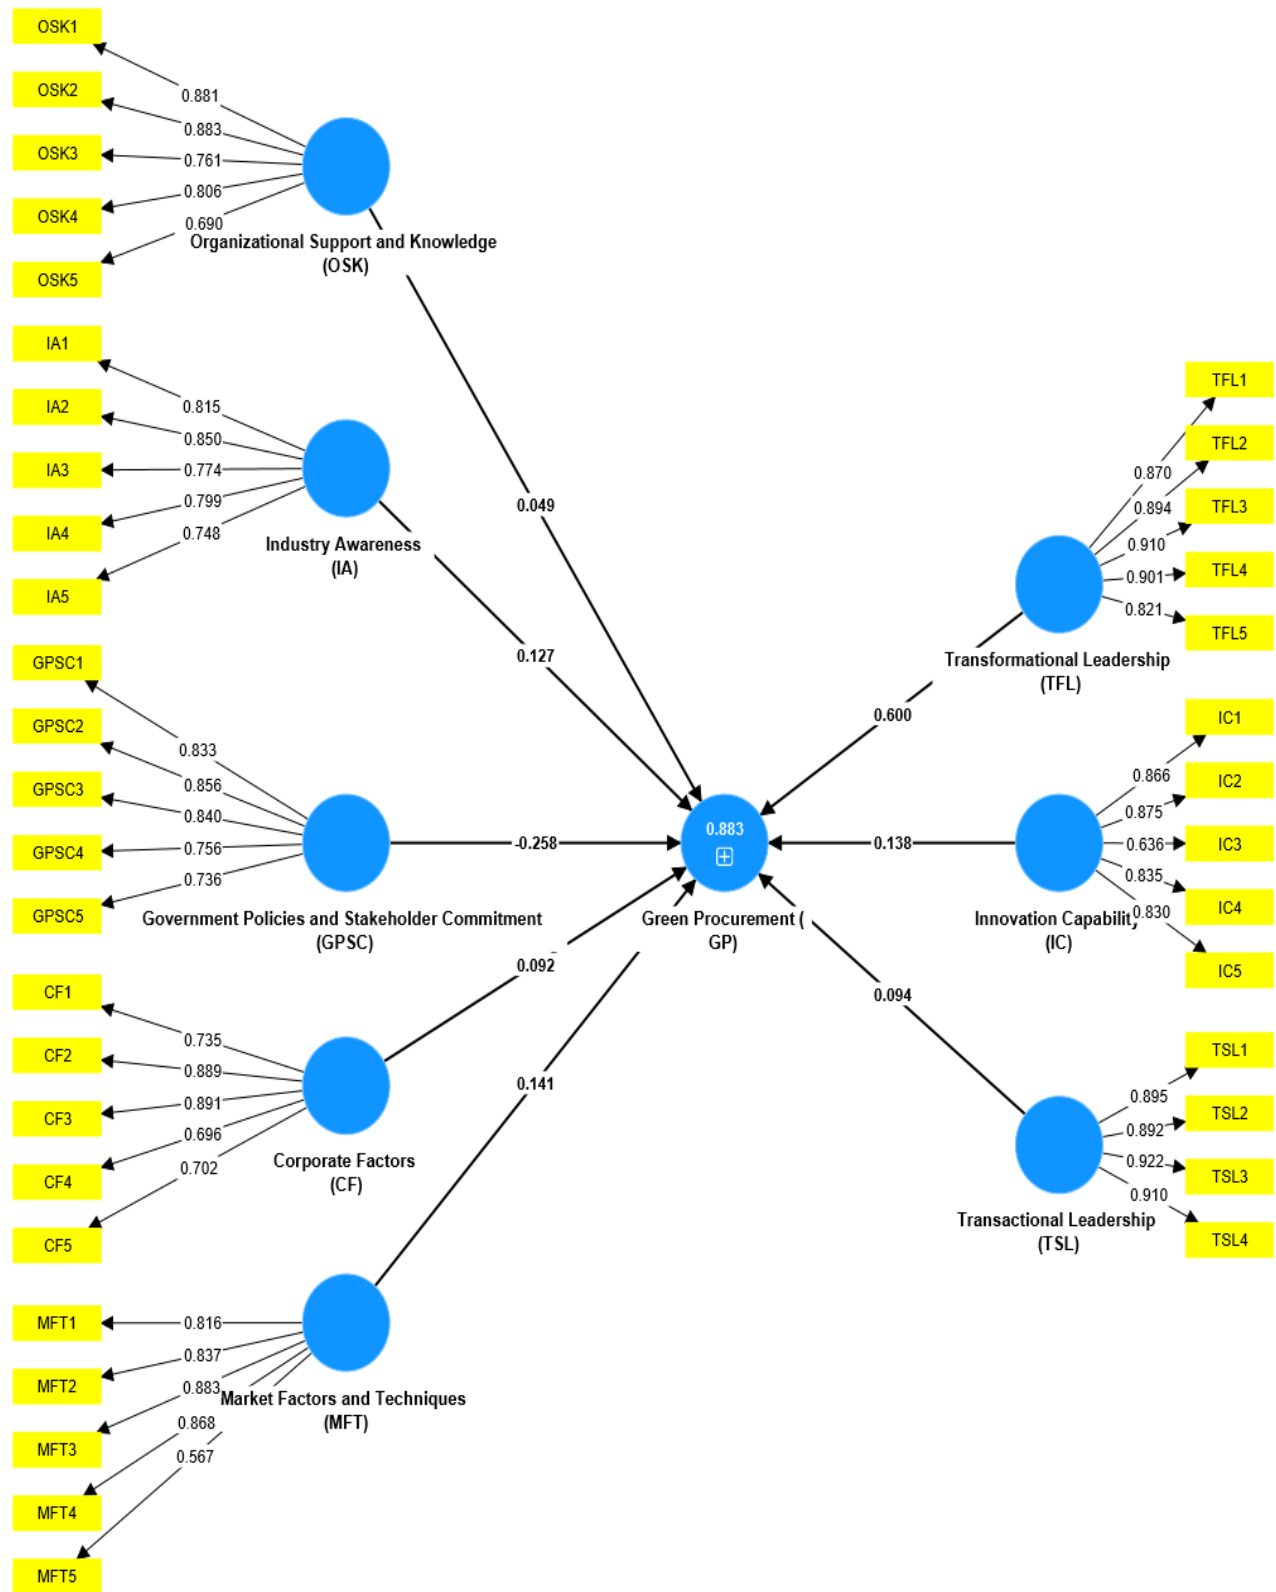 OSK1
0.881
OSK2
0.883
OSK3
0.761
OSK4
0.806
OSK5
0.690
Organizational Support and Knowledge
(OSK)
IA1
0.815
IA2
0.850
IA3
0.774
IA4
0.799
IA5
0.748
Industry Awareness
(IA)
GPSC1
0.833
GPSC2
0.856
GPSC3
0.840
GPSC4
0.756
GPSC5
0.736
Government Policies and Stakeholder Commitment
(GPSC)
CF1
0.735
CF2
0.889
CF3
0.891
CF4
0.696
CF5
0.702
Corporate Factors
(CF)
MFT1
0.816
MFT2
0.837
MFT3
0.883
MFT4
0.868
MFT5
0.567
Market Factors and Techniques
(MFT)
0.049
0.127
-0.258
0.092
0.141
0.883
Green Procurement (
GP)
0.600
0.138
0.094
TFL1
0.870
TFL2
0.894
TFL3
0.910
TFL4
0.901
TFL5
0.821
Transformational Leadership
(TFL)
IC1
0.866
IC2
0.875
IC3
0.636
IC4
0.835
IC5
0.830
Innovation Capability
(IC)
TSL1
0.895
TSL2
0.892
TSL3
0.922
TSL4
0.910
Transactional Leadership
(TSL)